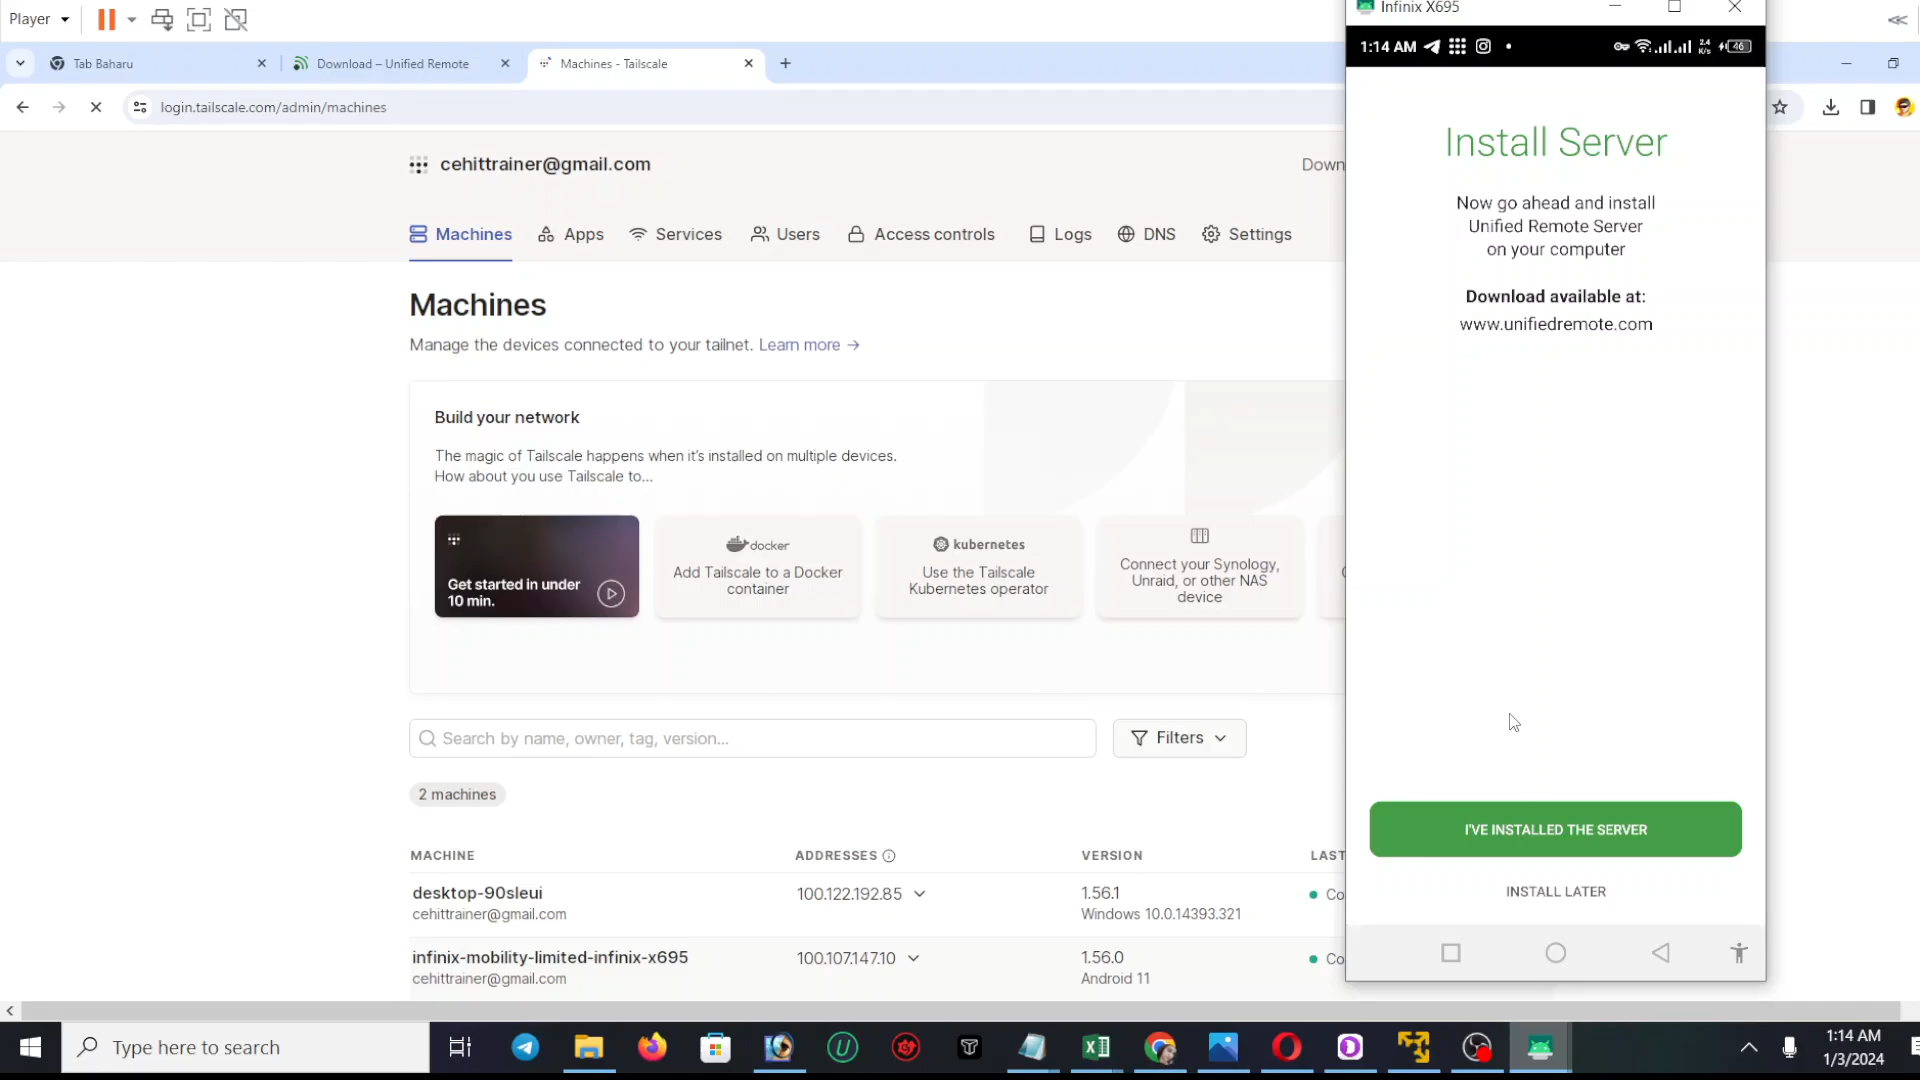 Player
Tab Baharu
Download – Unified Remote
Machines - Tailscale
login.tailscale.com/admin/machines
cehittrainer@gmail.com
Down
Machines
Apps
Services
Users
Access controls
Logs
DNS
Settings
Machines
Manage the devices connected to your tailnet. Learn more →
Build your network
The magic of Tailscale happens when it's installed on multiple devices.
How about you use Tailscale to...
Get started in under
10 min.
docker
Add Tailscale to a Docker
container
kubernetes
Use the Tailscale
Kubernetes operator
Connect your Synology,
Unraid, or other NAS
device
Search by name, owner, tag, version...
Filters
2 machines
MACHINE
ADDRESSES
VERSION
LAST
desktop-90sleui
cehittrainer@gmail.com
100.122.192.85
1.56.1
Windows 10.0.14393.321
Co
infinix-mobility-limited-infinix-x695
cehittrainer@gmail.com
100.107.147.10
1.56.0
Android 11
Co
Infinix X695
1:14 AM
2.4
K/s
46
Install Server
Now go ahead and install
Unified Remote Server
on your computer
Download available at:
www.unifiedremote.com
I'VE INSTALLED THE SERVER
INSTALL LATER
Type here to search
1:14 AM
1/3/2024